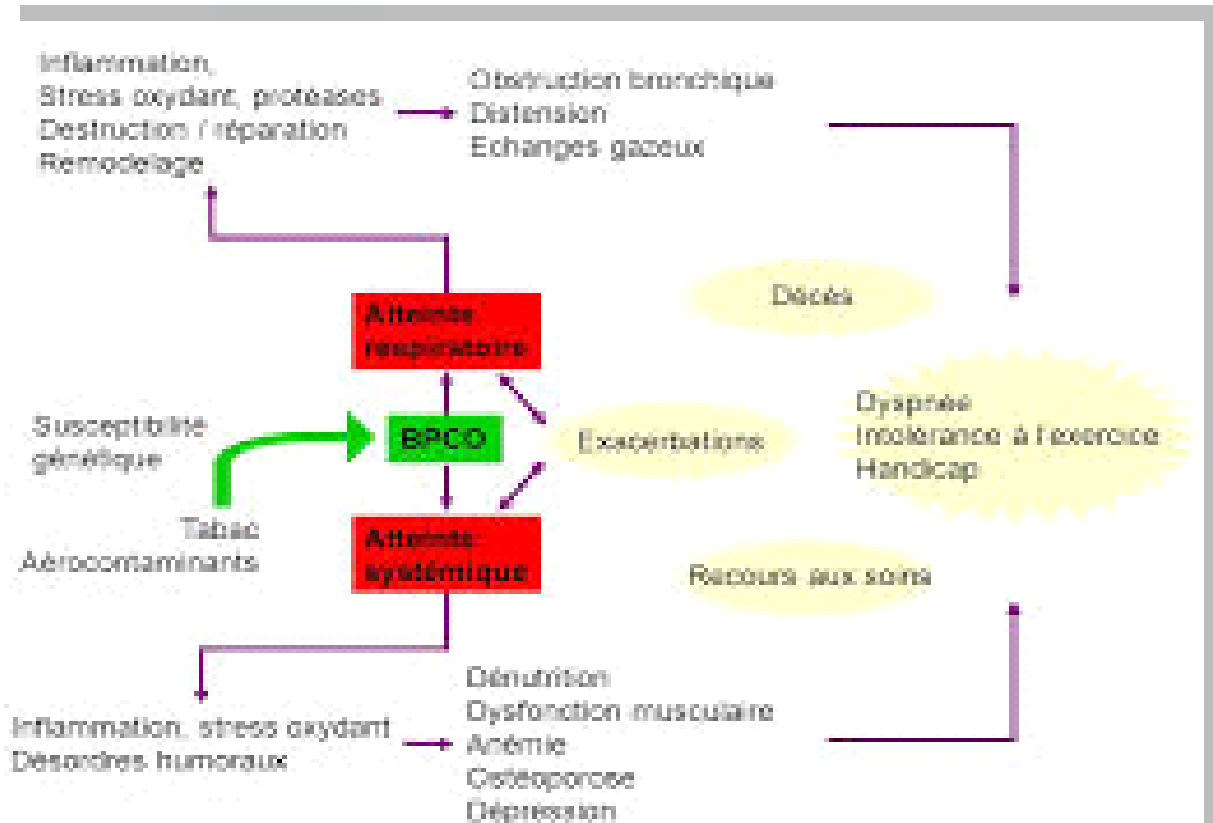 Inflammation,
Stress oxydant, protéases
Destruction / réparation
Remodelage
Obstruction bronchique
Distension
Echanges gazeux
Décès
Atteinte
respiratoire
Susceptibilité
génétique
BPCO
Exacerbations
Dyspnée
Intolérance à l'exercice
Handicap
Tabac
Aérocontaminants
Atteinte
systémique
Recours aux soins
Inflammation, stress oxydant
Désordres humoraux
Dénutrition
Dysfonction musculaire
Anémie
Ostéoporose
Dépression